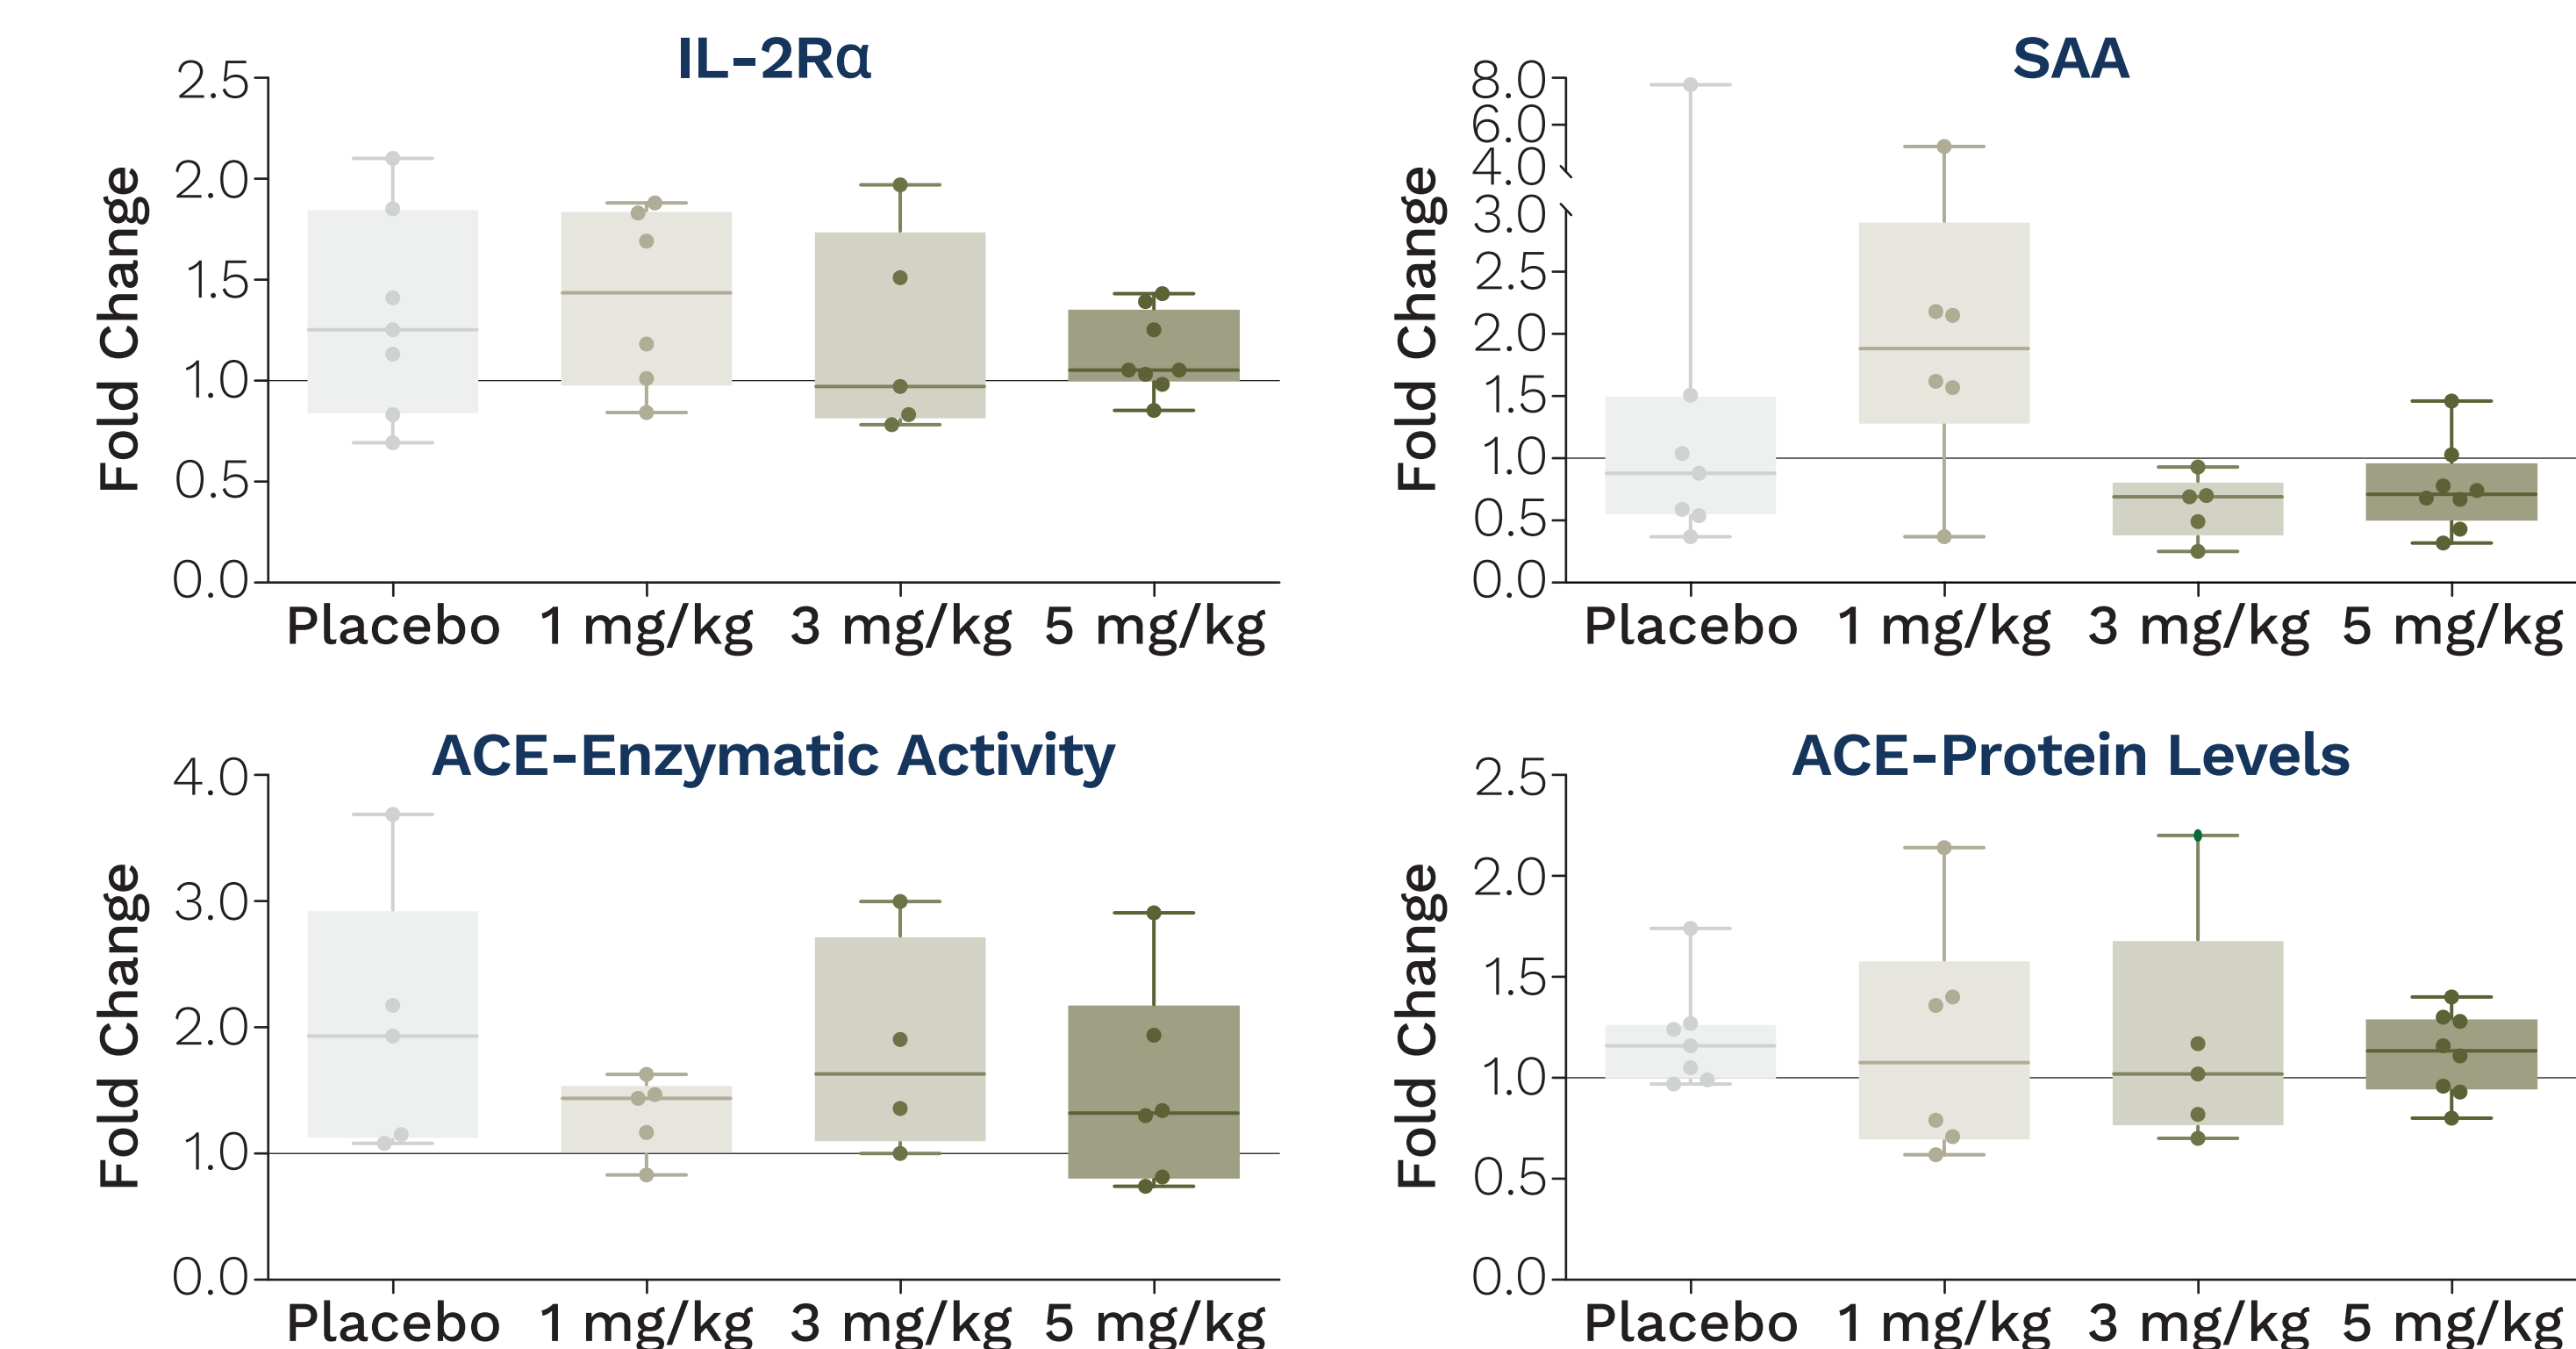 IL-2Rα
Fold Change
2.5
2.0
1.5
1.0
0.5
0.0
Placebo 1 mg/kg 3 mg/kg 5 mg/kg
SAA
Fold Change
8.0
6.0
4.0
3.0
2.5
2.0
1.5
1.0
0.5
0.0
Placebo 1 mg/kg 3 mg/kg 5 mg/kg
ACE-Enzymatic Activity
Fold Change
4.0
3.0
2.0
1.0
0.0
Placebo 1 mg/kg 3 mg/kg 5 mg/kg
ACE-Protein Levels
Fold Change
2.5
2.0
1.5
1.0
0.5
0.0
Placebo 1 mg/kg 3 mg/kg 5 mg/kg